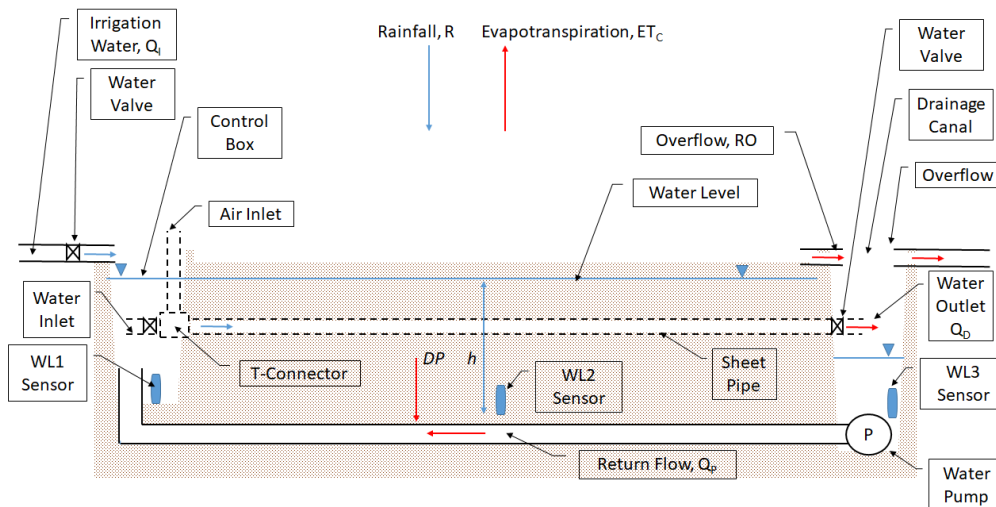 Irrigation
Water, QI
Water
Valve
Control
Box
Air Inlet
Rainfall, R
Evapotranspiration, ETC
Water
Valve
Drainage
Canal
Overflow, RO
Overflow
Water Level
Water
Inlet
Water
Outlet
QD
WL1
Sensor
T-Connector
DP
h
WL2
Sensor
Sheet
Pipe
WL3
Sensor
P
Return Flow, QP
Water
Pump